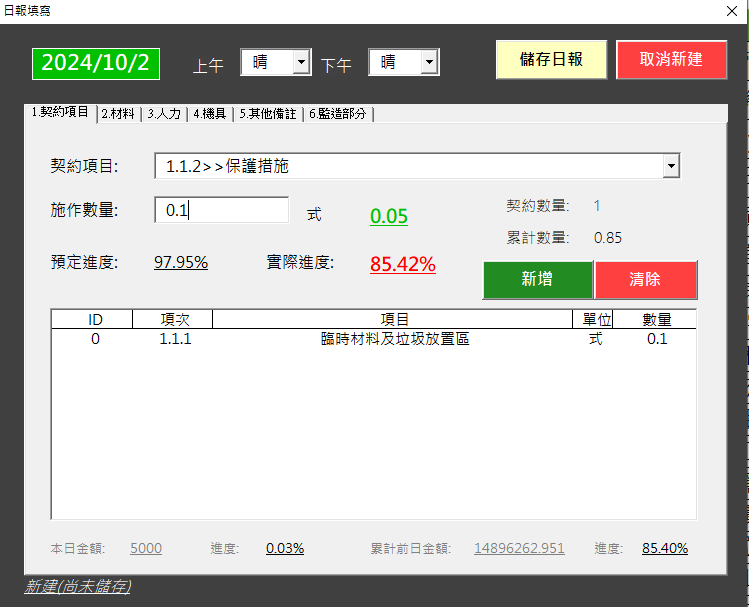 日報填寫
2024/10/2 上午 晴 下午 晴 儲存日報 取消新建
1.契約項目 2.材料 3.人力 4.機具 5.其他備註 6.監造部分
契約項目: 1.1.2>>保護措施
施作數量: 0.1 式 0.05 契約數量: 1
累計數量: 0.85
預定進度: 97.95% 實際進度: 85.42%
新增 清除
ID 項次 項目 單位 數量
0 1.1.1 臨時材料及垃圾放置區 式 0.1
本日金額: 5000 進度: 0.03% 累計前日金額: 14896262.951 進度: 85.40%
新建(尚未儲存)